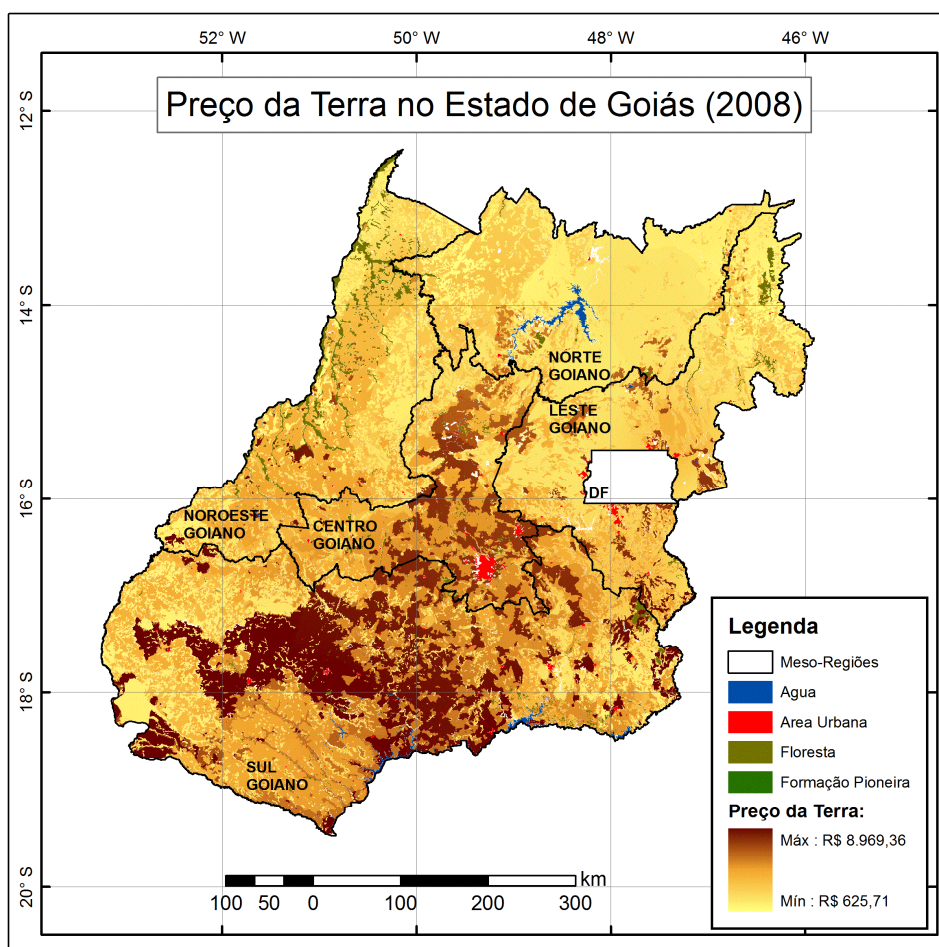 52° W
50° W
48° W
46° W
Preço da Terra no Estado de Goiás (2008)
12° S
14° S
16° S
18° S
20° S
NORTE
GOIANO
LESTE
GOIANO
DF
NOROESTE
GOIANO
CENTRO
GOIANO
SUL
GOIANO
Legenda
Meso-Regiões
Agua
Area Urbana
Floresta
Formação Pioneira
Preço da Terra:
Máx : R$ 8.969,36
Mín : R$ 625,71
km
100 50 0 100 200 300